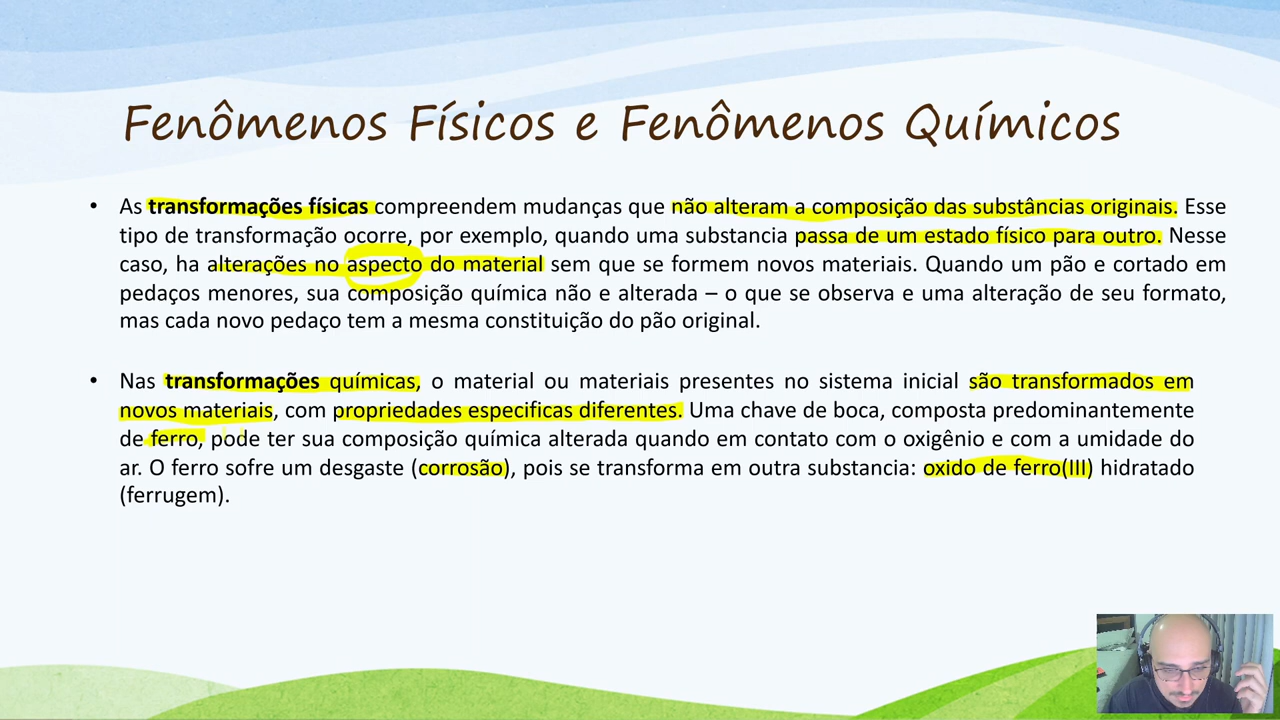 Fenômenos Físicos e Fenômenos Químicos
• As transformações físicas compreendem mudanças que não alteram a composição das substâncias originais. Esse
tipo de transformação ocorre, por exemplo, quando uma substancia passa de um estado físico para outro. Nesse
caso, ha alterações no aspecto do material sem que se formem novos materiais. Quando um pão e cortado em
pedaços menores, sua composição química não e alterada – o que se observa e uma alteração de seu formato,
mas cada novo pedaço tem a mesma constituição do pão original.
• Nas transformações químicas, o material ou materiais presentes no sistema inicial são transformados em
novos materiais, com propriedades especificas diferentes. Uma chave de boca, composta predominantemente
de ferro, pode ter sua composição química alterada quando em contato com o oxigênio e com a umidade do
ar. O ferro sofre um desgaste (corrosão), pois se transforma em outra substancia: oxido de ferro(III) hidratado
(ferrugem).